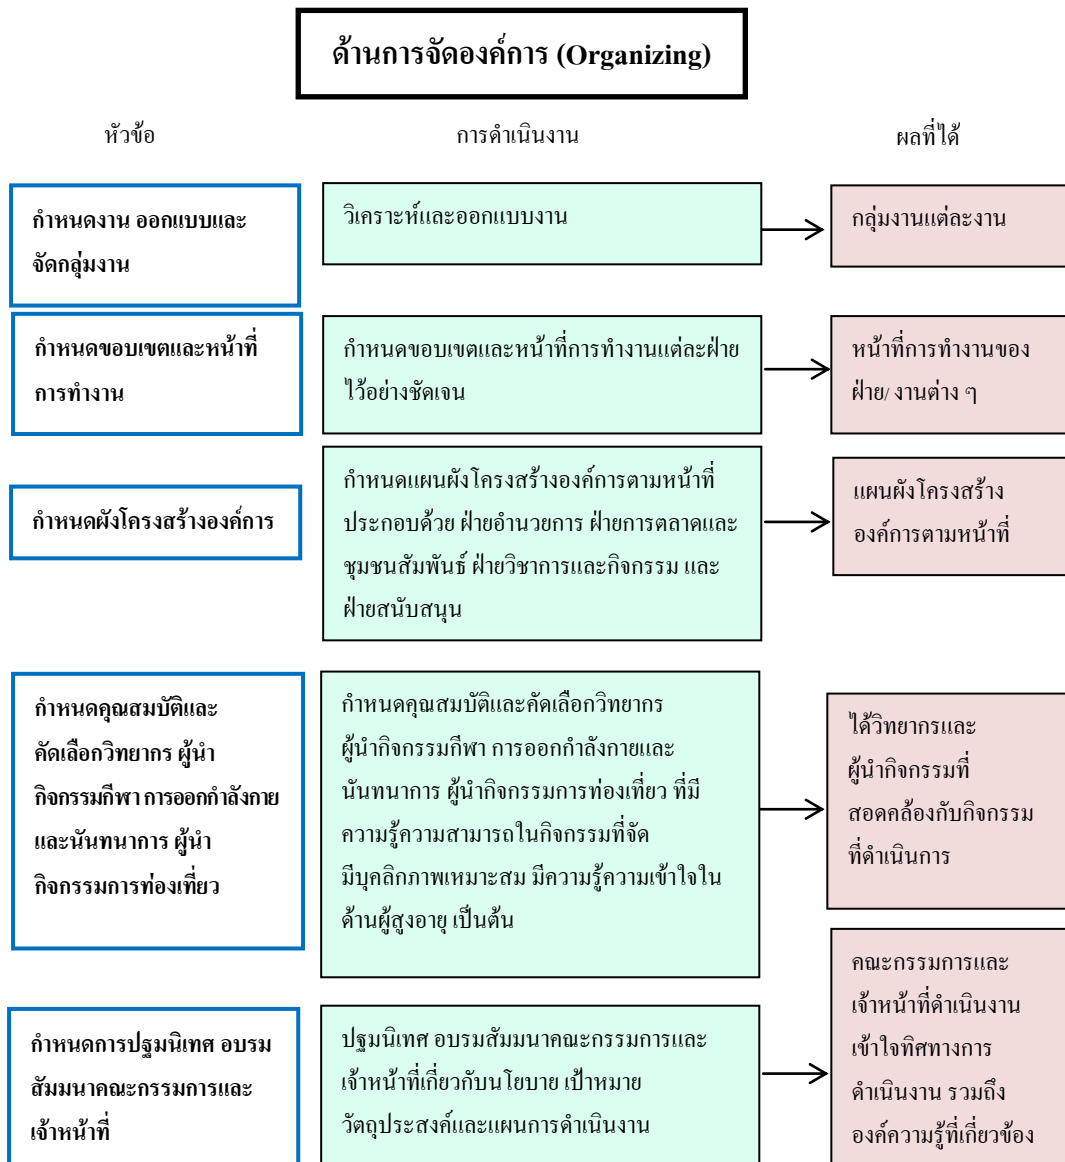 ด้านการจัดองค์การ (Organizing)
หัวข้อ
การดำเนินงาน
ผลที่ได้
กำหนดงาน ออกแบบและ
จัดกลุ่มงาน
วิเคราะห์และออกแบบงาน
กลุ่มงานแต่ละงาน
กำหนดขอบเขตและหน้าที่
การทำงาน
กำหนดขอบเขตและหน้าที่การทำงานแต่ละฝ่าย
ไว้อย่างชัดเจน
หน้าที่การทำงานของ
ฝ่าย/ งานต่าง ๆ
กำหนดผังโครงสร้างองค์การ
กำหนดแผนผังโครงสร้างองค์การตามหน้าที่
ประกอบด้วย ฝ่ายอำนวยการ ฝ่ายการตลาดและ
ชุมชนสัมพันธ์ ฝ่ายวิชาการและกิจกรรม และ
ฝ่ายสนับสนุน
แผนผังโครงสร้าง
องค์การตามหน้าที่
กำหนดคุณสมบัติและ
คัดเลือกวิทยากร ผู้นำ
กิจกรรมกีฬา การออกกำลังกาย
และนันทนาการ ผู้นำ
กิจกรรมการท่องเที่ยว
กำหนดคุณสมบัติและคัดเลือกวิทยากร
ผู้นำกิจกรรมกีฬา การออกกำลังกายและ
นันทนาการ ผู้นำกิจกรรมการท่องเที่ยว ที่มี
ความรู้ความสามารถในกิจกรรมที่จัด
มีบุคลิกภาพเหมาะสม มีความรู้ความเข้าใจใน
ด้านผู้สูงอายุ เป็นต้น
ได้วิทยากรและ
ผู้นำกิจกรรมที่
สอดคล้องกับกิจกรรม
ที่ดำเนินการ
กำหนดการปฐมนิเทศ อบรม
สัมมนาคณะกรรมการและ
เจ้าหน้าที่
ปฐมนิเทศ อบรมสัมมนาคณะกรรมการและ
เจ้าหน้าที่เกี่ยวกับนโยบาย เป้าหมาย
วัตถุประสงค์และแผนการดำเนินงาน
คณะกรรมการและ
เจ้าหน้าที่ดำเนินงาน
เข้าใจทิศทางการ
ดำเนินงาน รวมถึง
องค์ความรู้ที่เกี่ยวข้อง